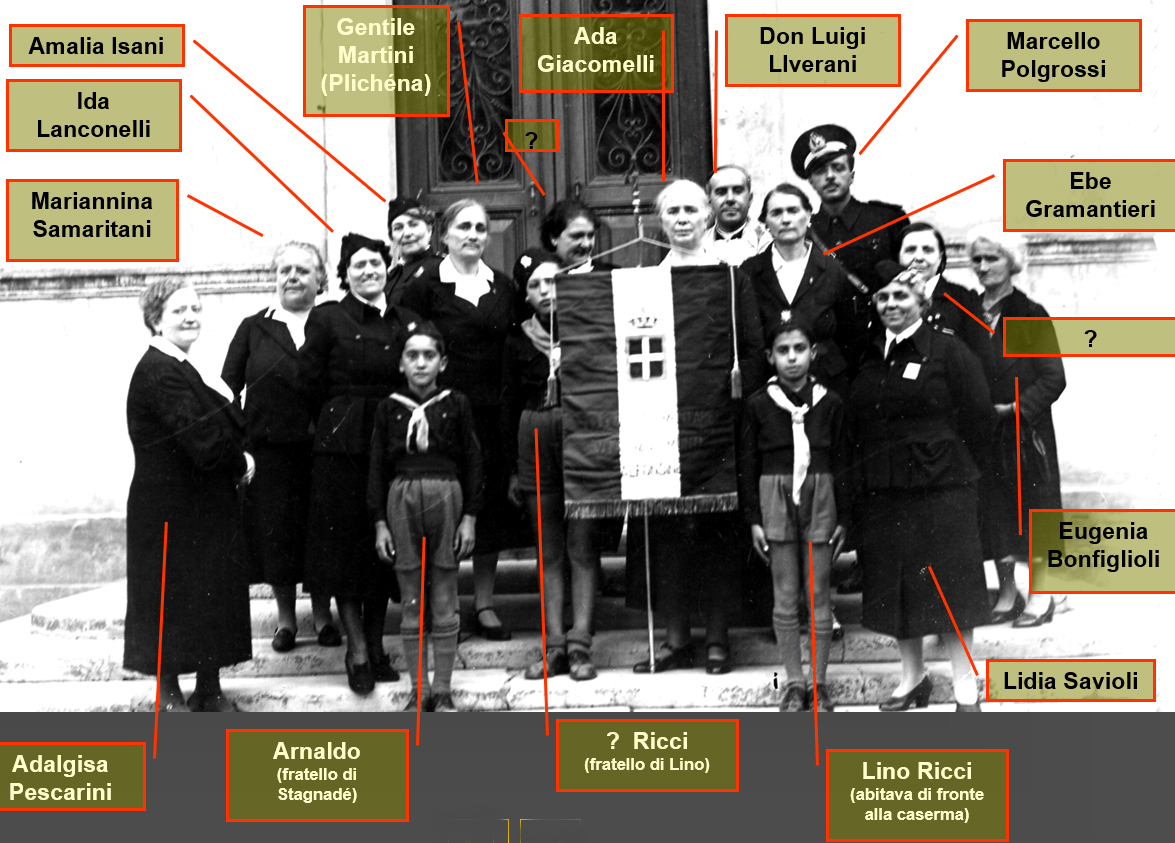 Amalia Isani
Gentile
Martini
(Plichéna)
Ada
Giacomelli
Don Luigi
LIverani
Marcello
Polgrossi
Ida
Lanconelli
?
Mariannina
Samaritani
Ebe
Gramantieri
?
Eugenia
Bonfiglioli
Lidia Savioli
i
Adalgisa
Pescarini
Arnaldo
(fratello di
Stagnadé)
? Ricci
(fratello di Lino)
Lino Ricci
(abitava di fronte
alla caserma)